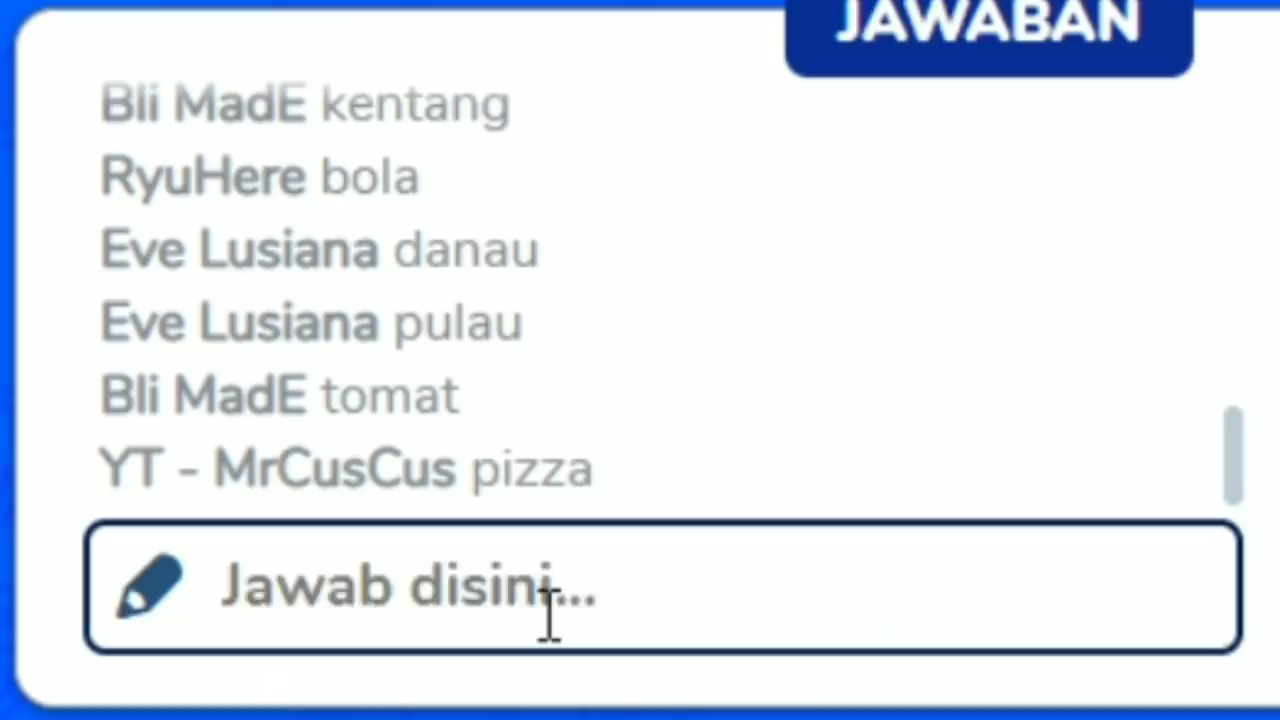 JAWABAN
Bli MadE kentang
RyuHere bola
Eve Lusiana danau
Eve Lusiana pulau
Bli MadE tomat
YT - MrCusCus pizza
Jawab disini...